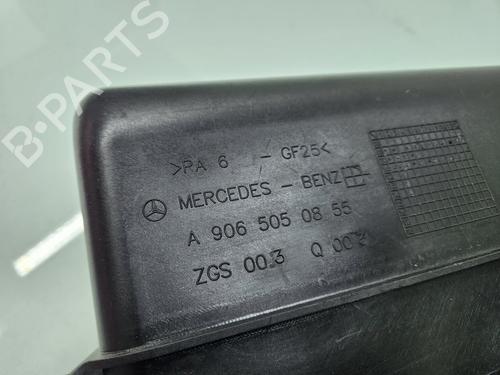 B-PARTS
>PA 6 - GF25<
MERCEDES - BENZ
A 906 505 08 55
ZGS 003 Q 002